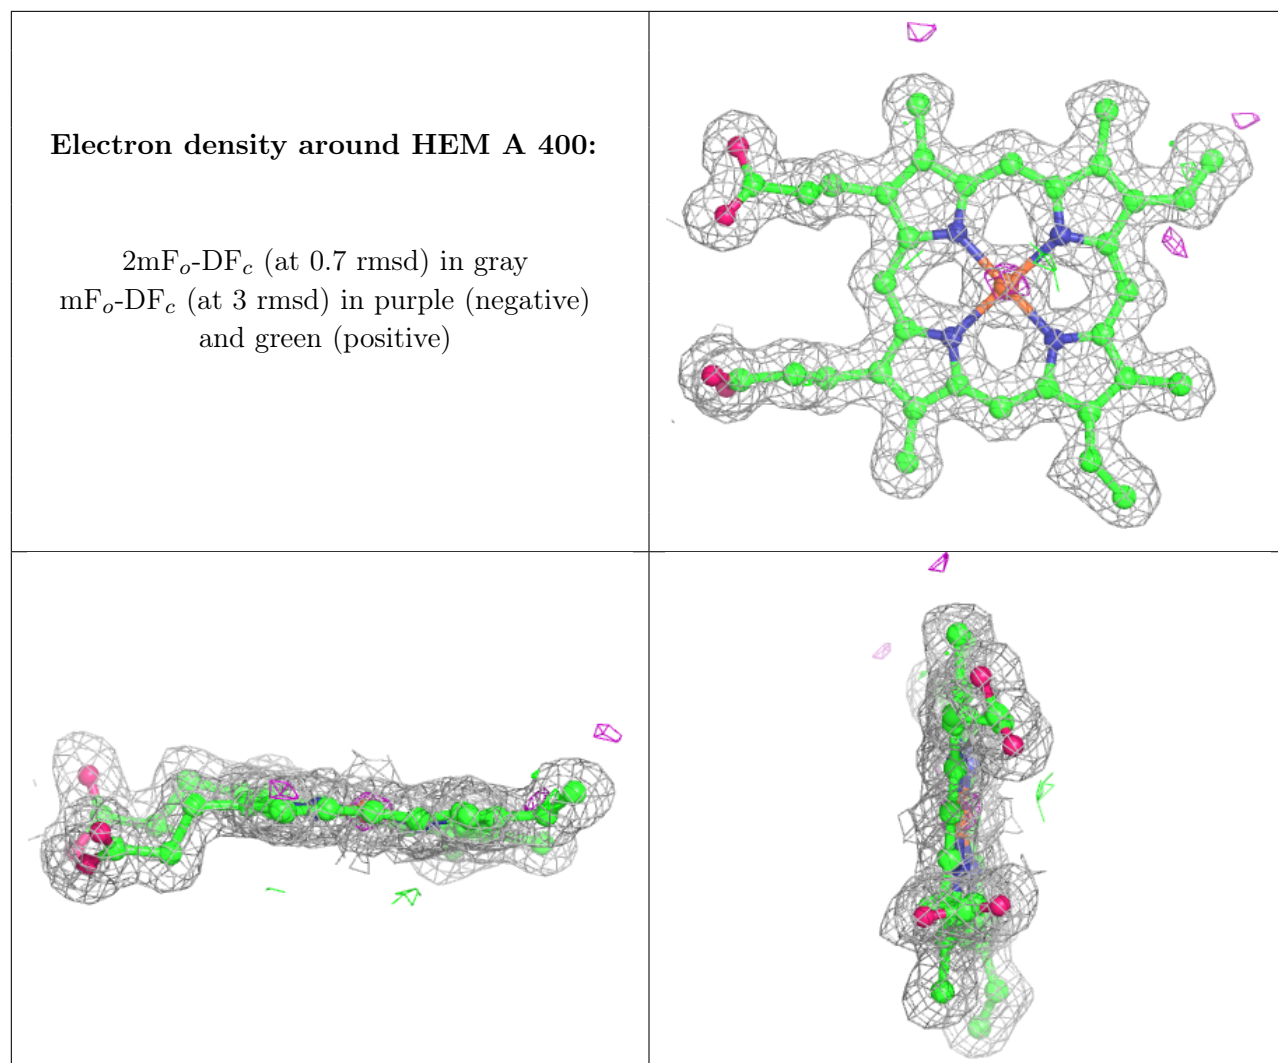 Electron density around HEM A 400:
2mFₒ-DF𝑐 (at 0.7 rmsd) in gray
mFₒ-DF𝑐 (at 3 rmsd) in purple (negative)
and green (positive)